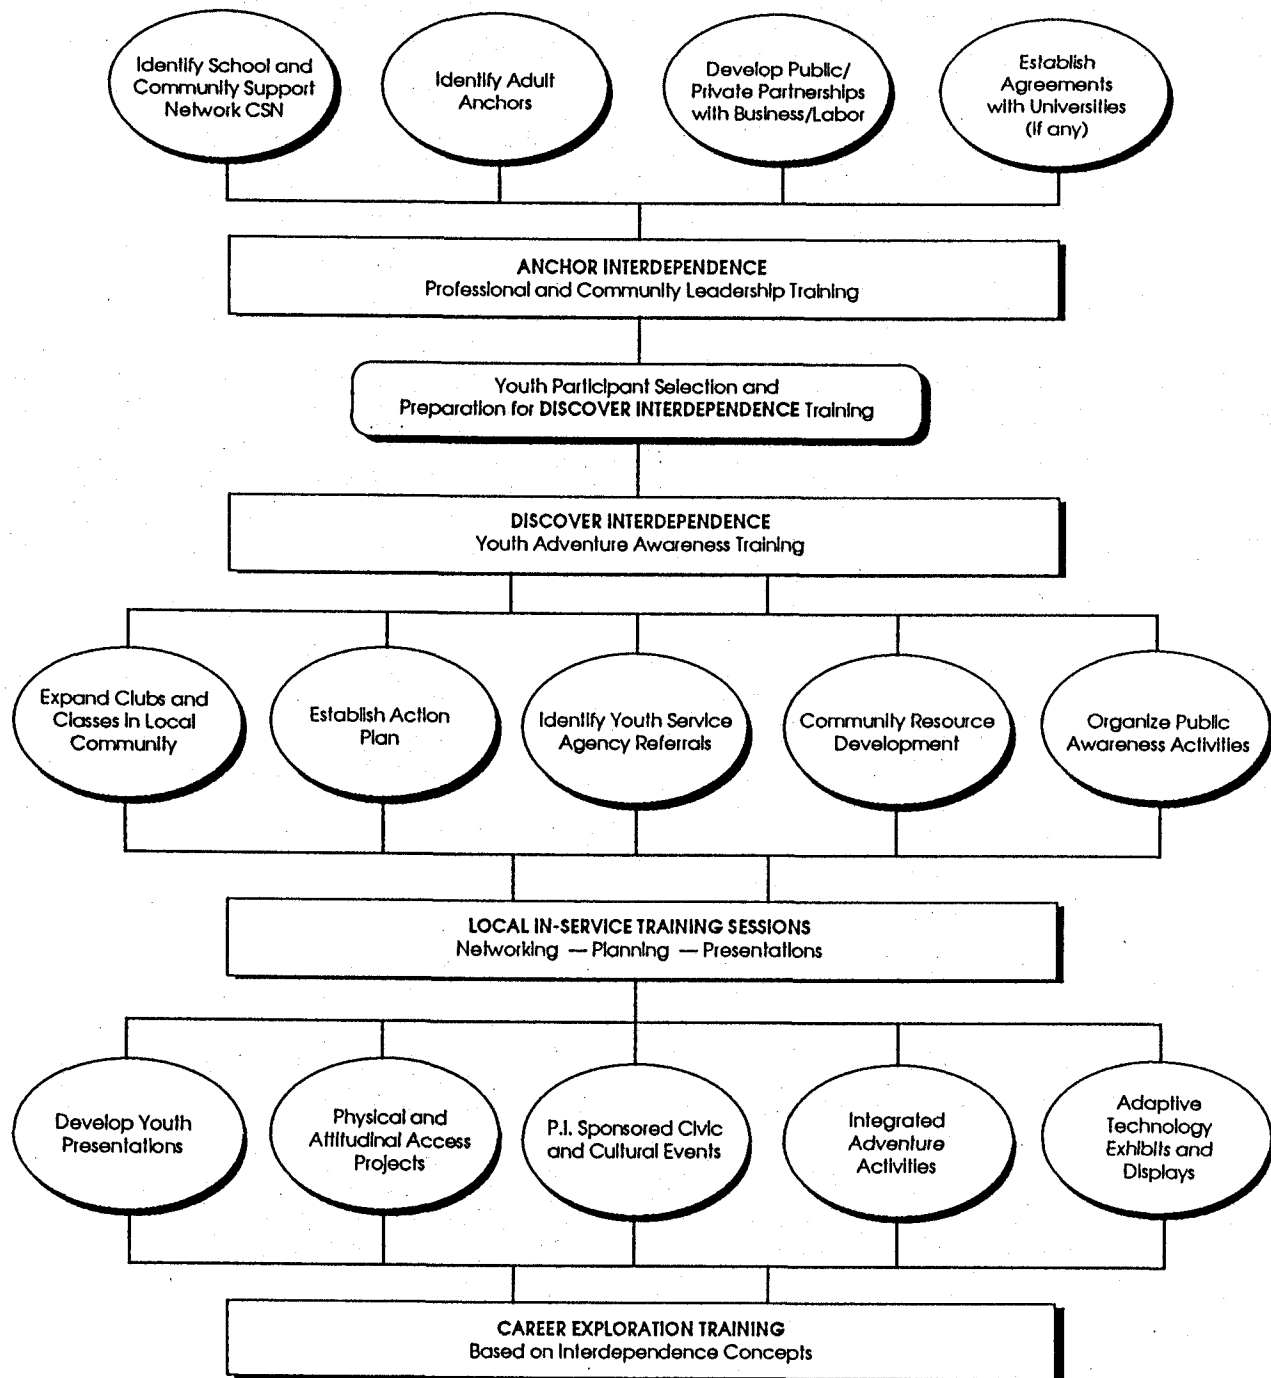 Identify School and
Community Support
Network CSN
Identify Adult
Anchors
Develop Public/
Private Partnerships
with Business/Labor
Establish
Agreements
with Universities
(if any)
ANCHOR INTERDEPENDENCE
Professional and Community Leadership Training
Youth Participant Selection and
Preparation for DISCOVER INTERDEPENDENCE Training
DISCOVER INTERDEPENDENCE
Youth Adventure Awareness Training
Expand Clubs and
Classes in Local
Community
Establish Action
Plan
Identify Youth Service
Agency Referrals
Community Resource
Development
Organize Public
Awareness Activities
LOCAL IN-SERVICE TRAINING SESSIONS
Networking — Planning — Presentations
Develop Youth
Presentations
Physical and
Attitudinal Access
Projects
P.I. Sponsored Civic
and Cultural Events
Integrated
Adventure
Activities
Adaptive
Technology
Exhibits and
Displays
CAREER EXPLORATION TRAINING
Based on Interdependence Concepts